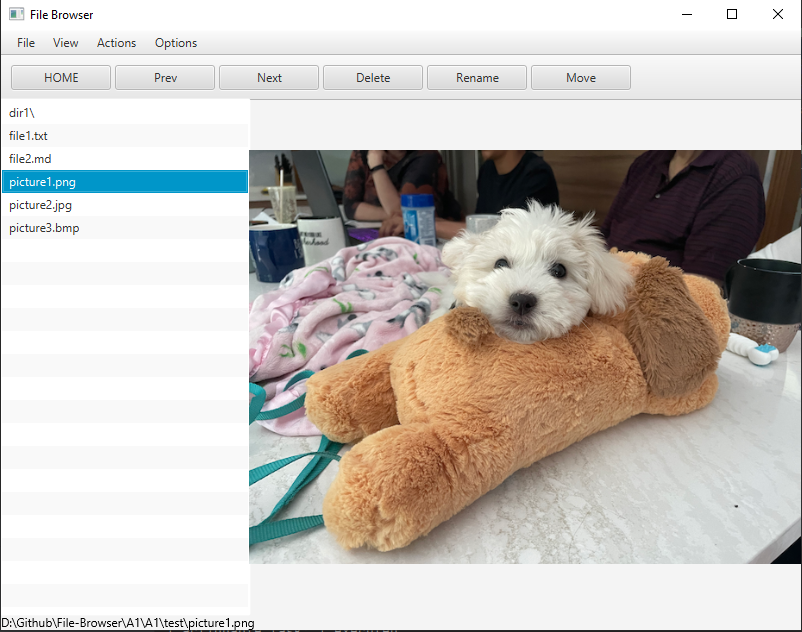 File Browser
File View Actions Options
HOME Prev Next Delete Rename Move
dir1\
file1.txt
file2.md
picture1.png
picture2.jpg
picture3.bmp
D:\Github\File-Browser\A1\A1\test\picture1.png